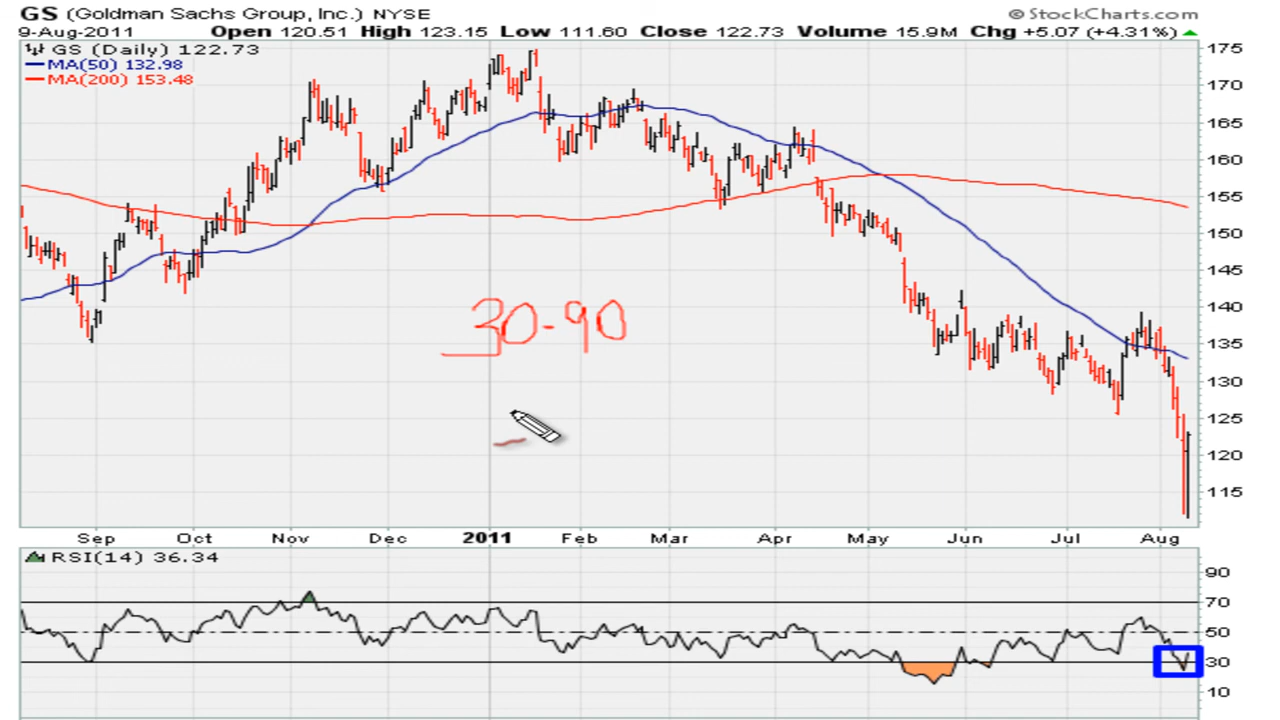 GS (Goldman Sachs Group, Inc.) NYSE © StockCharts.com
9-Aug-2011 Open 120.51 High 123.15 Low 111.60 Close 122.73 Volume 15.9M Chg +5.07 (+4.31%)
GS (Daily) 122.73
MA(50) 132.98
MA(200) 153.48
175
170
165
160
155
150
145
140
135
130
125
120
115
30-90
Sep Oct Nov Dec 2011 Feb Mar Apr May Jun Jul Aug
RSI(14) 36.34
90
70
50
30
10